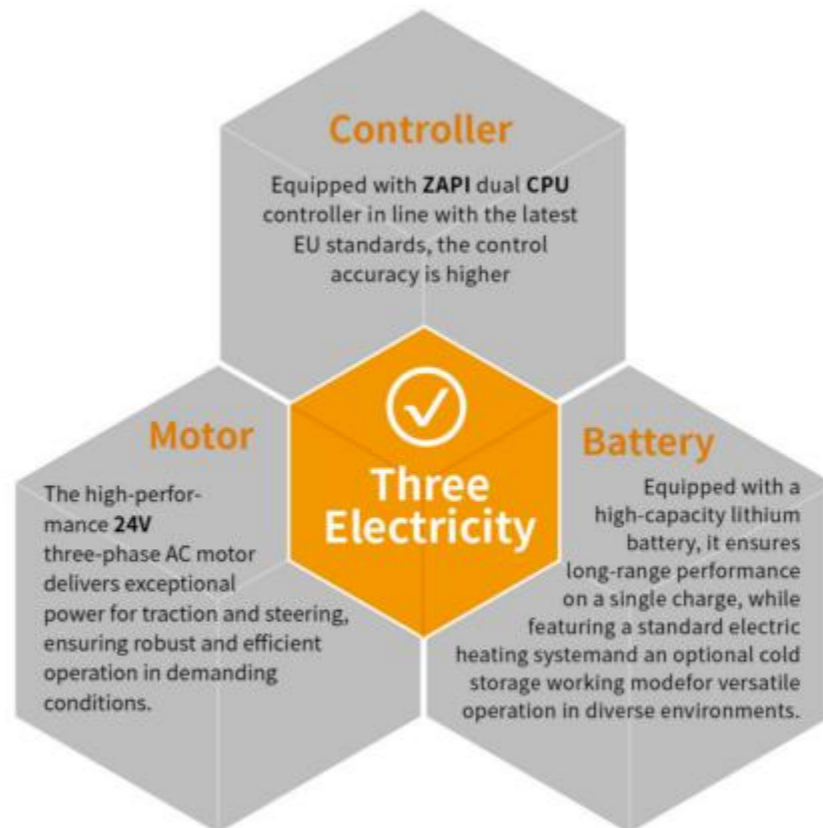 Controller
Equipped with ZAPI dual CPU
controller in line with the latest
EU standards, the control
accuracy is higher
Three
Electricity
Motor
The high-perfor-
mance 24V
three-phase AC motor
delivers exceptional
power for traction and steering,
ensuring robust and efficient
operation in demanding
conditions.
Battery
Equipped with a
high-capacity lithium
battery, it ensures
long-range performance
on a single charge, while
featuring a standard electric
heating systemand an optional cold
storage working modefor versatile
operation in diverse environments.